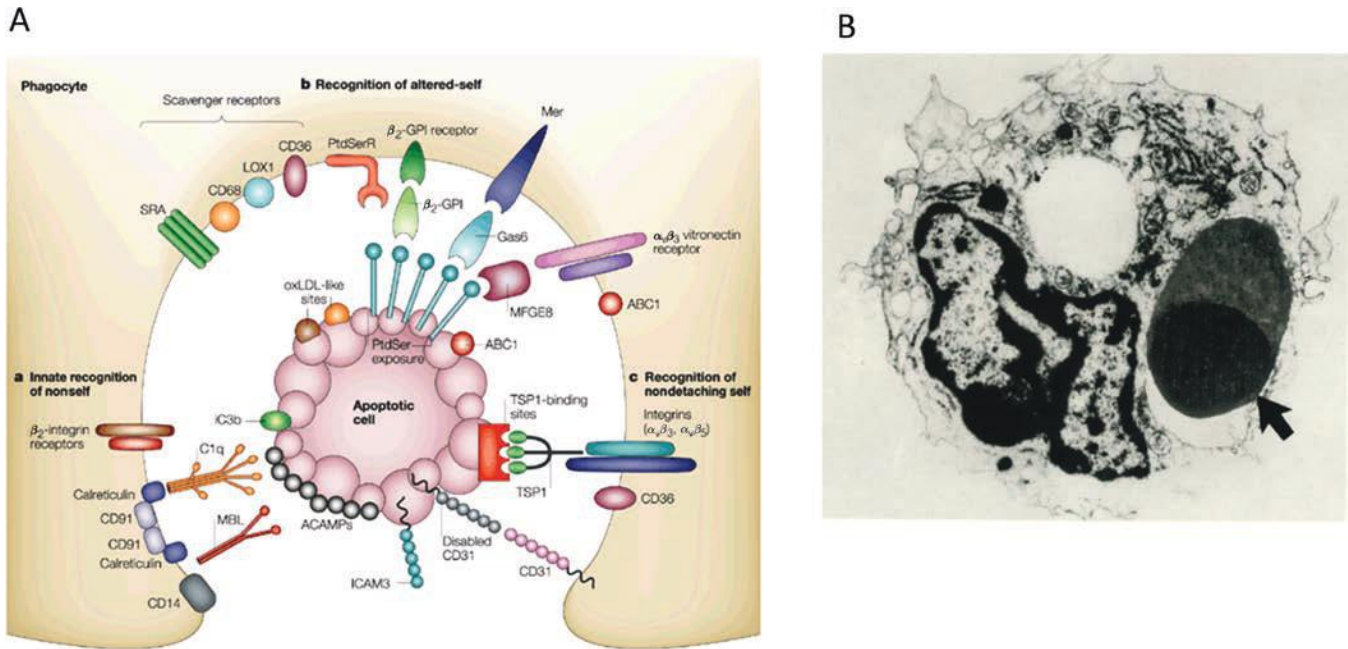 A
B
Phagocyte
b Recognition of altered-self
Scavenger receptors
Mer
β₂-GPI receptor
PtdSerR
CD36
LOX1
CD68
SRA
β₂-GPI
Gas6
αᵥβ₃ vitronectin
receptor
oxLDL-like
sites
MFGE8
ABC1
PtdSer
exposure
ABC1
a Innate recognition
of nonself
c Recognition of
nondetaching self
Apoptotic
cell
TSP1-binding
sites
Integrins
(αᵥβ₃, αᵥβ₅)
iC3b
β₂-integrin
receptors
C1q
TSP1
CD36
Calreticulin
CD91
MBL
ACAMPs
Disabled
CD31
CD91
Calreticulin
CD31
ICAM3
CD14